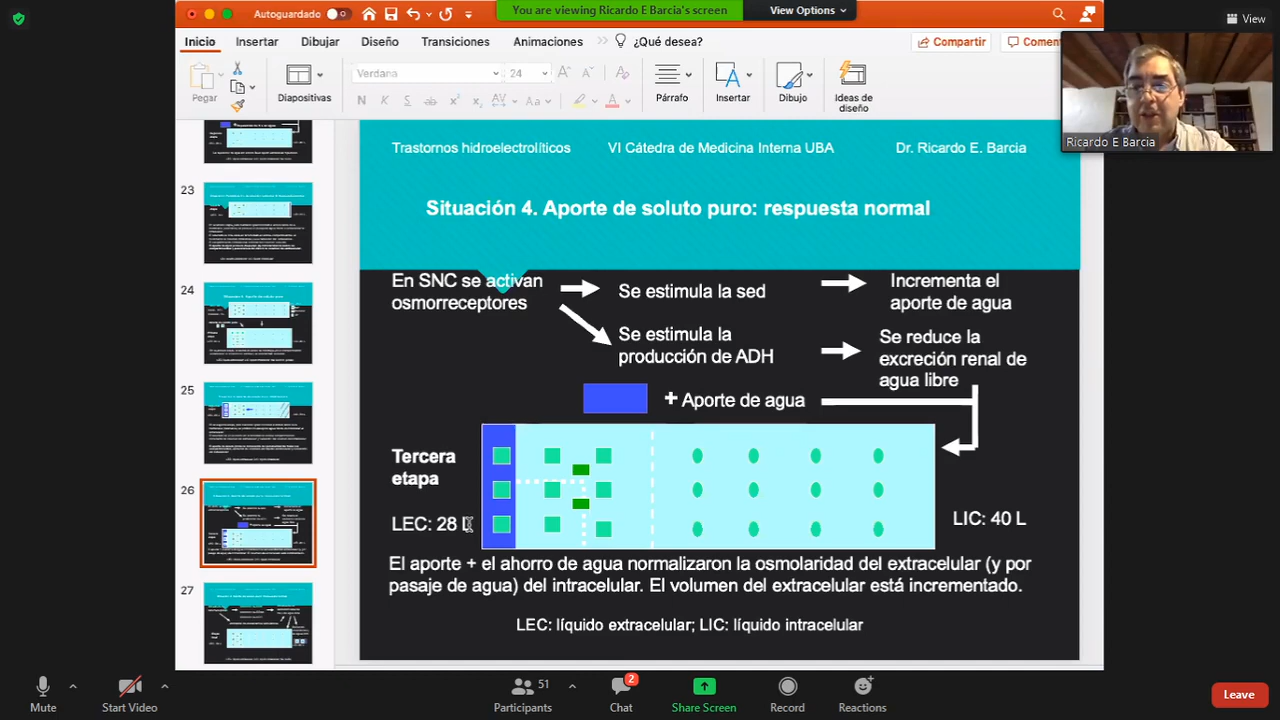 You are viewing Ricardo E Barcia's screen
View Options
View
Autoguardado
Inicio
Insertar
Dibujar
Diseño
Transiciones
Animaciones
¿Qué desea?
Compartir
Pegar
Diapositivas
Verdana
24
N K S
Párrafo
Insertar
Dibujo
Ideas de
diseño
Ricardo E Barcia
23
24
25
26
27
Trastornos hidroelectrolíticos VI Cátedra de Medicina Interna UBA Dr. Ricardo E. Barcia
Situación 4. Aporte de soluto puro: respuesta normal
En SNC se activan
osmorreceptores
Se estimula la sed
Incrementa el
aporte de agua
Se estimula la
producción de ADH
Se reduce la
excreción renal de
agua libre
+ Aporte de agua
Tercera
etapa
LEC: 28 L
LIC: 40 L
El aporte + el ahorro de agua normalizaron la osmolaridad del extracelular (y por
pasaje de agua) del intracelular. El volumen del extracelular está incrementado.
LEC: líquido extracelular; LIC: líquido intracelular
Mute
Start Video
51
Participants
2
Chat
Share Screen
Record
Reactions
Leave